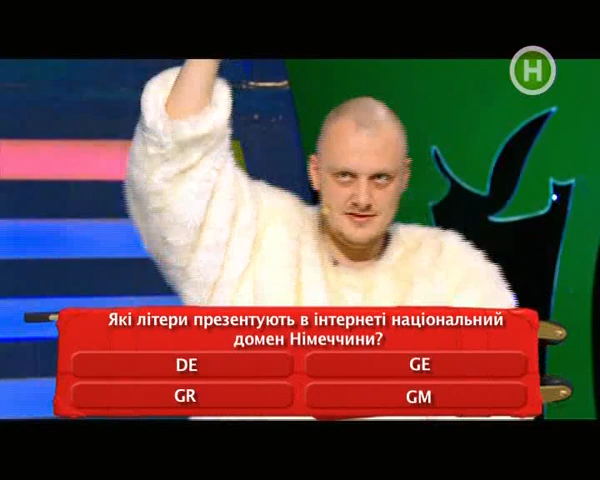 Н
Які літери презентують в інтернеті національний
домен Німеччини?
DE
GE
GR
GM